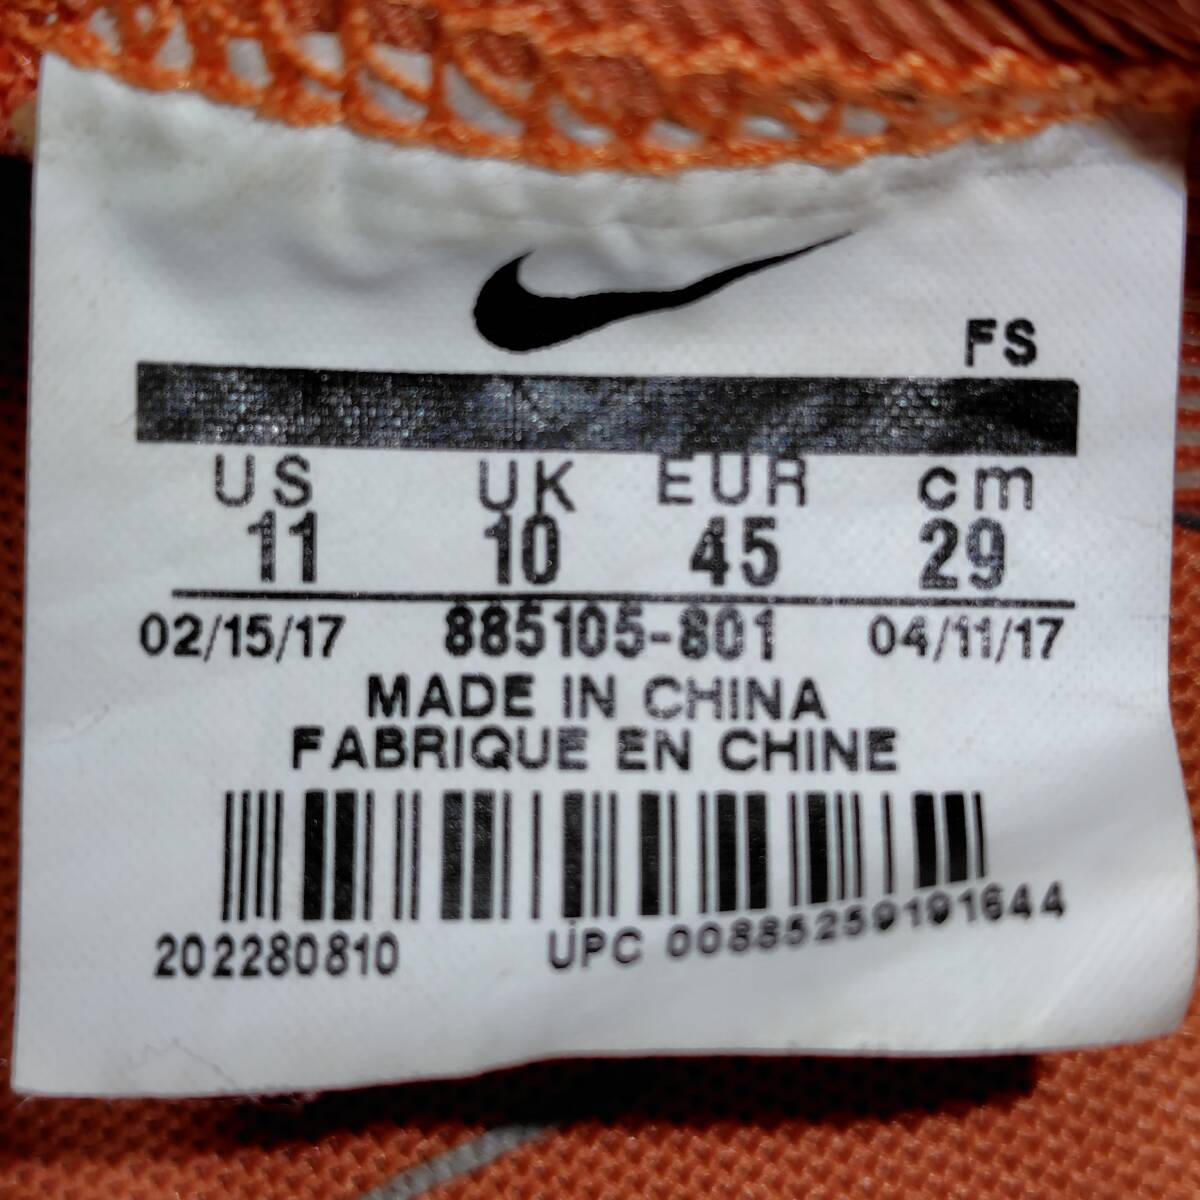 FS
US UK EUR cm
11 10 45 29
02/15/17 885105-801 04/11/17
MADE IN CHINA
FABRIQUE EN CHINE
202280810 UPC 00885259191644